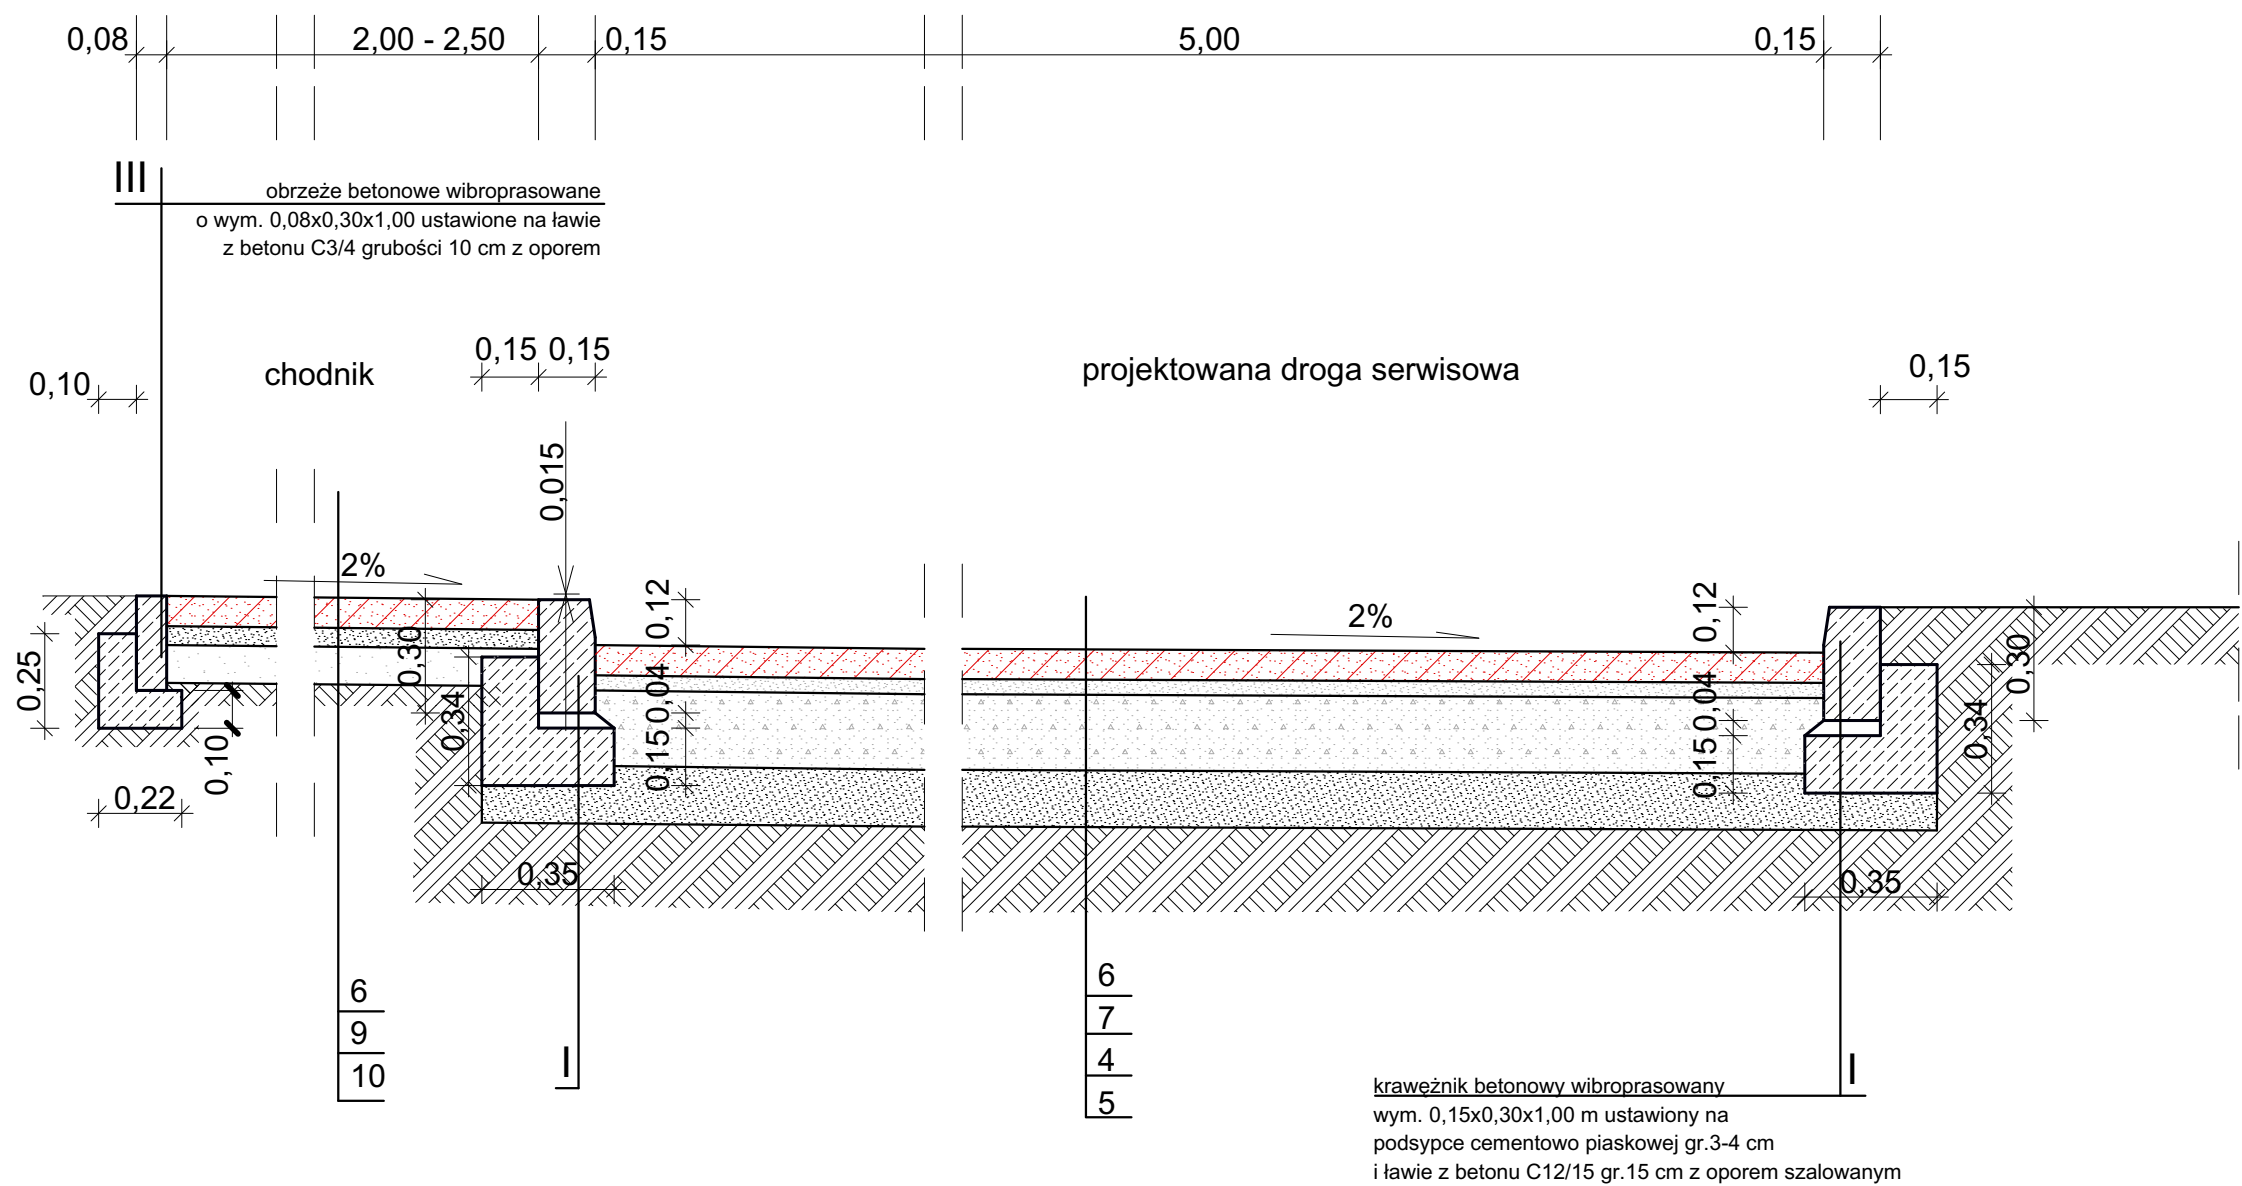 0,08
2,00 - 2,50
0,15
5,00
0,15
III
obrzeże betonowe wibroprasowane
o wym. 0,08x0,30x1,00 ustawione na ławie
z betonu C3/4 grubości 10 cm z oporem
0,10
chodnik
0,15 0,15
projektowana droga serwisowa
0,15
0,015
2%
0,12
2%
0,12
0,25
0,30
0,34
0,04
0,15
0,04
0,15
0,30
0,34
0,10
0,22
0,35
0,35
6
9
10
I
6
7
4
5
I
krawężnik betonowy wibroprasowany
wym. 0,15x0,30x1,00 m ustawiony na
podsypce cementowo piaskowej gr.3-4 cm
i ławie z betonu C12/15 gr.15 cm z oporem szalowanym